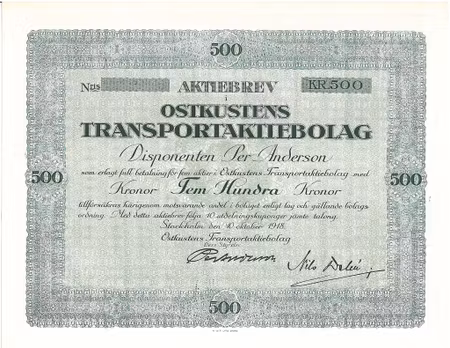 500
AKTIEBREV
KR.500
i
OSTKUSTENS
TRANSPORTAKTIEBOLAG
Disponenten Per Anderson
som erlagt full betalning för fem aktier i Ostkustens Transportaktiebolag med
500 Kronor Fem Hundra Kronor 500
tillförsäkras härigenom motsvarande andel i bolaget enligt lag och gällande bolags-
ordning. Med detta aktiebrev följa 10 utdelningskuponger jämte talong.
Stockholm den 10 oktober 1918.
Ostkustens Transportaktiebolag
Dess Styrelse
500